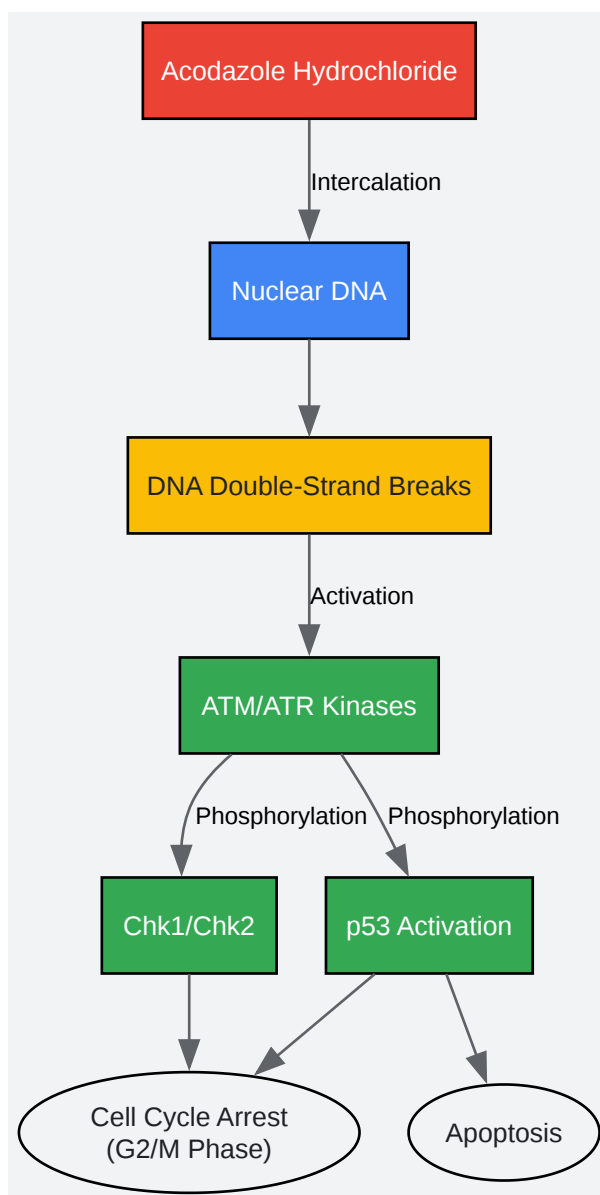 Acodazole Hydrochloride
Intercalation
Nuclear DNA
DNA Double-Strand Breaks
Activation
ATM/ATR Kinases
Phosphorylation
Phosphorylation
Chk1/Chk2
p53 Activation
Cell Cycle Arrest
(G2/M Phase)
Apoptosis